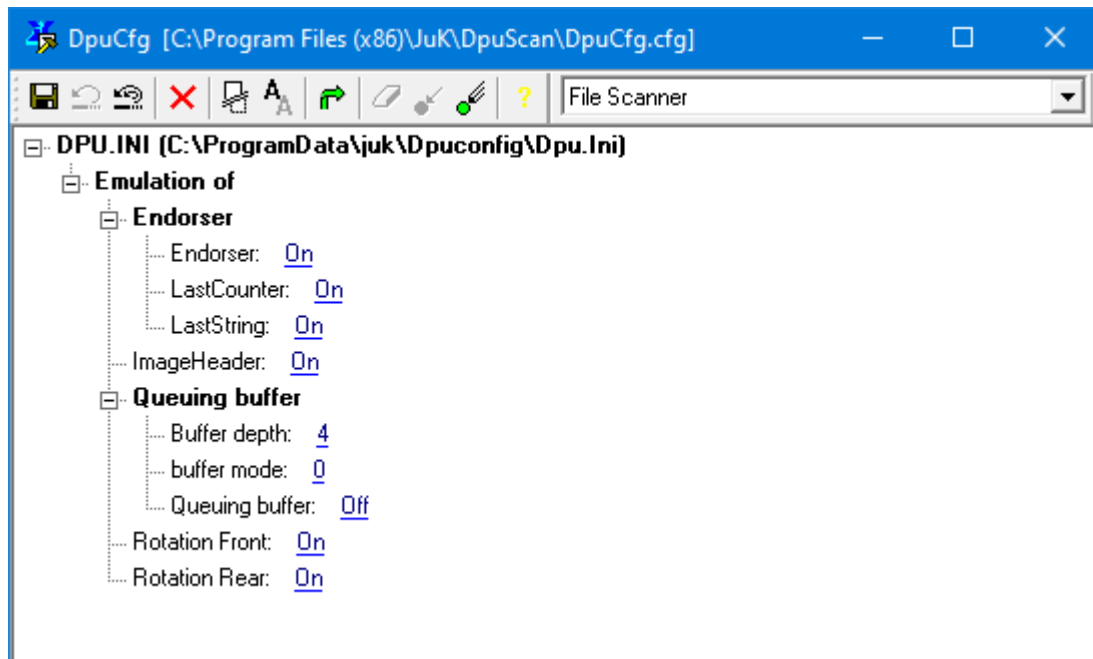 DpuCfg [C:\Program Files (x86)\JuK\DpuScan\DpuCfg.cfg]
File Scanner
DPU.INI (C:\ProgramData\juk\Dpuconfig\Dpu.Ini)
Emulation of
Endorser
Endorser: On
LastCounter: On
LastString: On
ImageHeader: On
Queuing buffer
Buffer depth: 4
buffer mode: 0
Queuing buffer: Off
Rotation Front: On
Rotation Rear: On